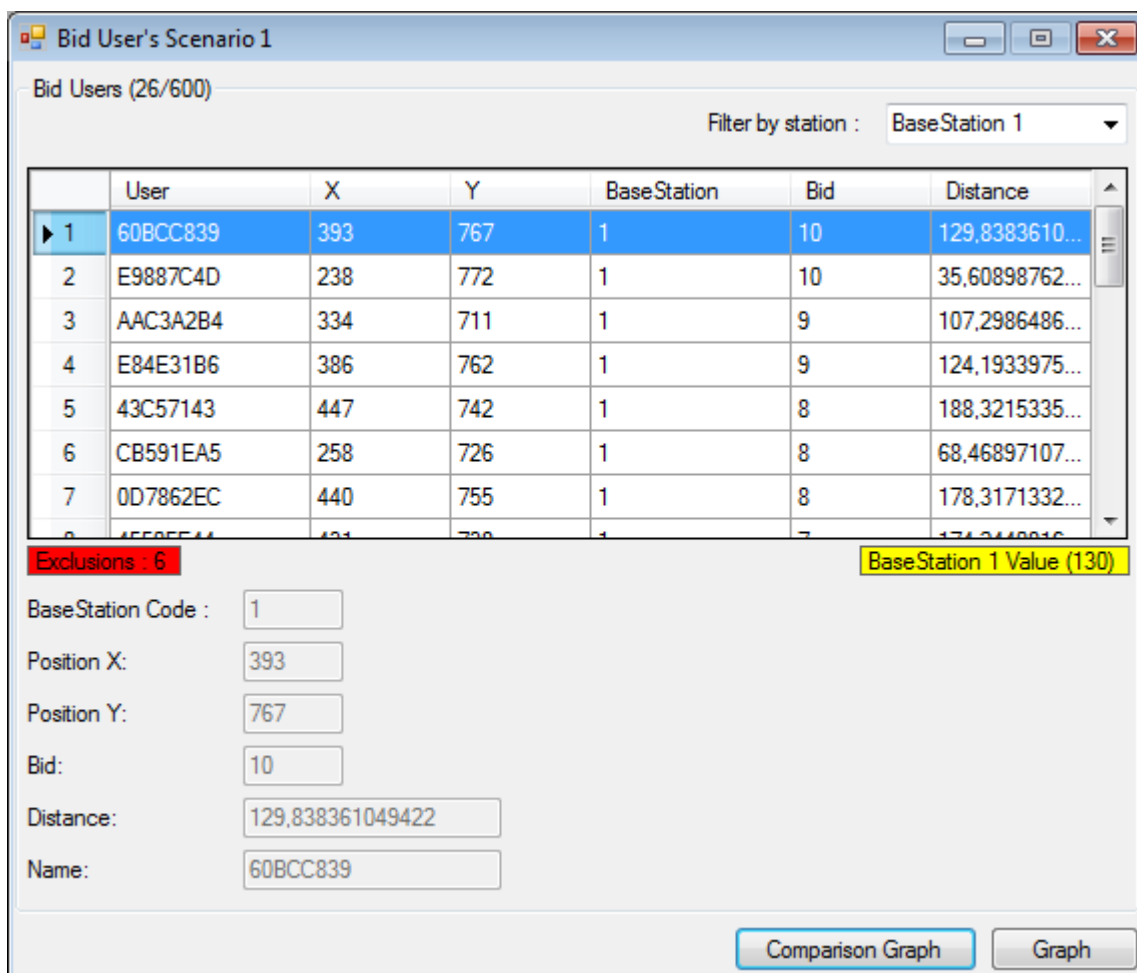 Bid User's Scenario 1
Bid Users (26/600)
Filter by station : BaseStation 1
User X Y BaseStation Bid Distance
1 60BCC839 393 767 1 10 129,8383610...
2 E9887C4D 238 772 1 10 35,60898762...
3 AAC3A2B4 334 711 1 9 107,2986486...
4 E84E31B6 386 762 1 9 124,1933975...
5 43C57143 447 742 1 8 188,3215335...
6 CB591EA5 258 726 1 8 68,46897107...
7 0D7862EC 440 755 1 8 178,3171332...
Exclusions : 6 BaseStation 1 Value (130)
BaseStation Code : 1
Position X: 393
Position Y: 767
Bid: 10
Distance: 129,838361049422
Name: 60BCC839
Comparison Graph Graph